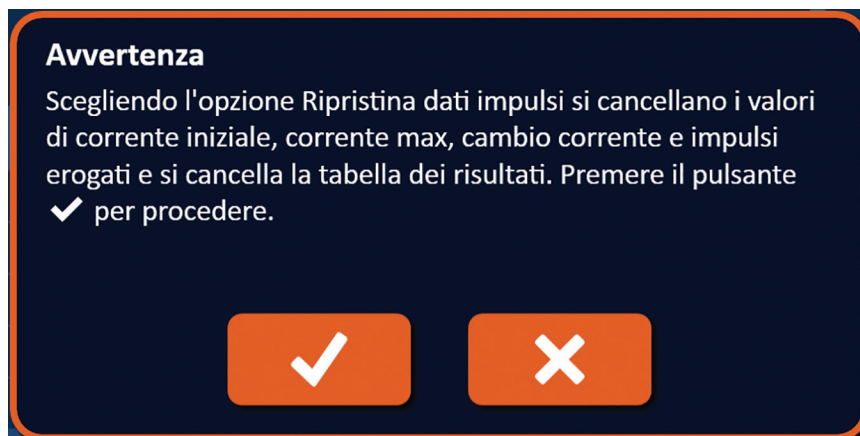 Avvertenza
Scegliendo l'opzione Ripristina dati impulsi si cancellano i valori
di corrente iniziale, corrente max, cambio corrente e impulsi
erogati e si cancella la tabella dei risultati. Premere il pulsante
✔ per procedere.